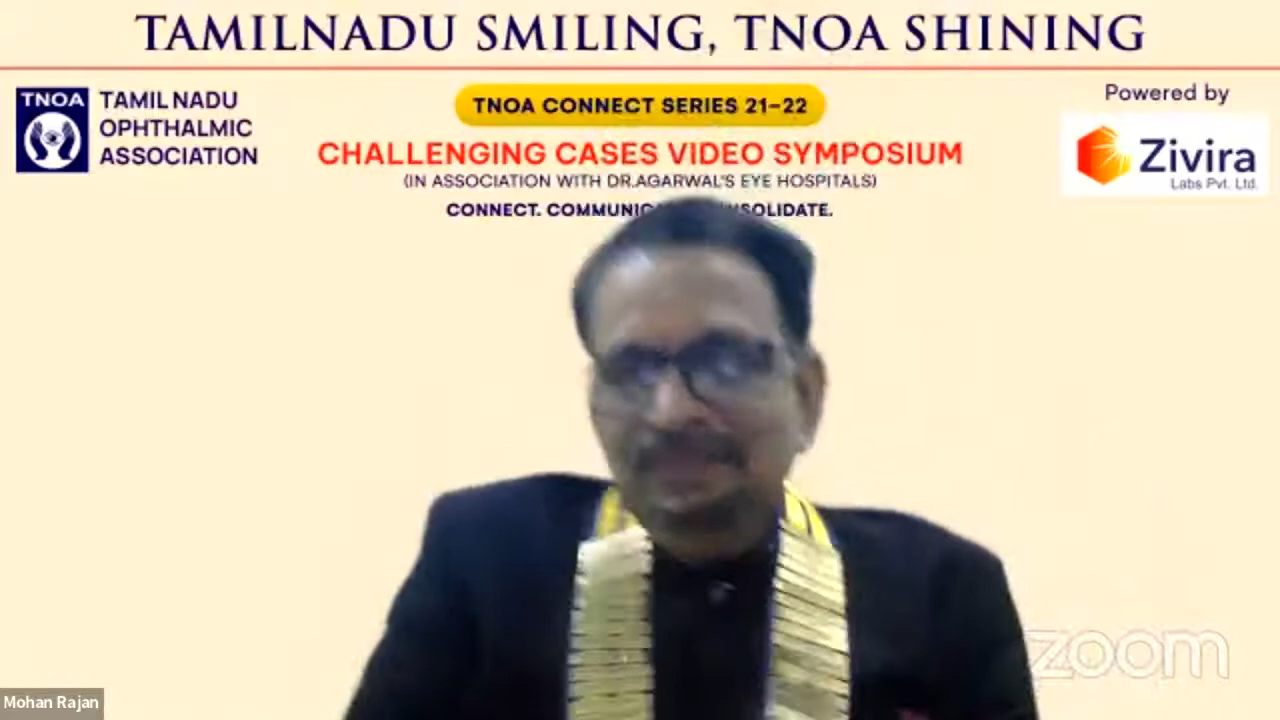 TAMILNADU SMILING, TNOA SHINING
TNOA
TAMIL NADU
OPHTHALMIC
ASSOCIATION
TNOA CONNECT SERIES 21-22
CHALLENGING CASES VIDEO SYMPOSIUM
(IN ASSOCIATION WITH DR.AGARWAL'S EYE HOSPITALS)
CONNECT.
Powered by
Zivira
Labs Pvt. Ltd.
zoom
Mohan Rajan